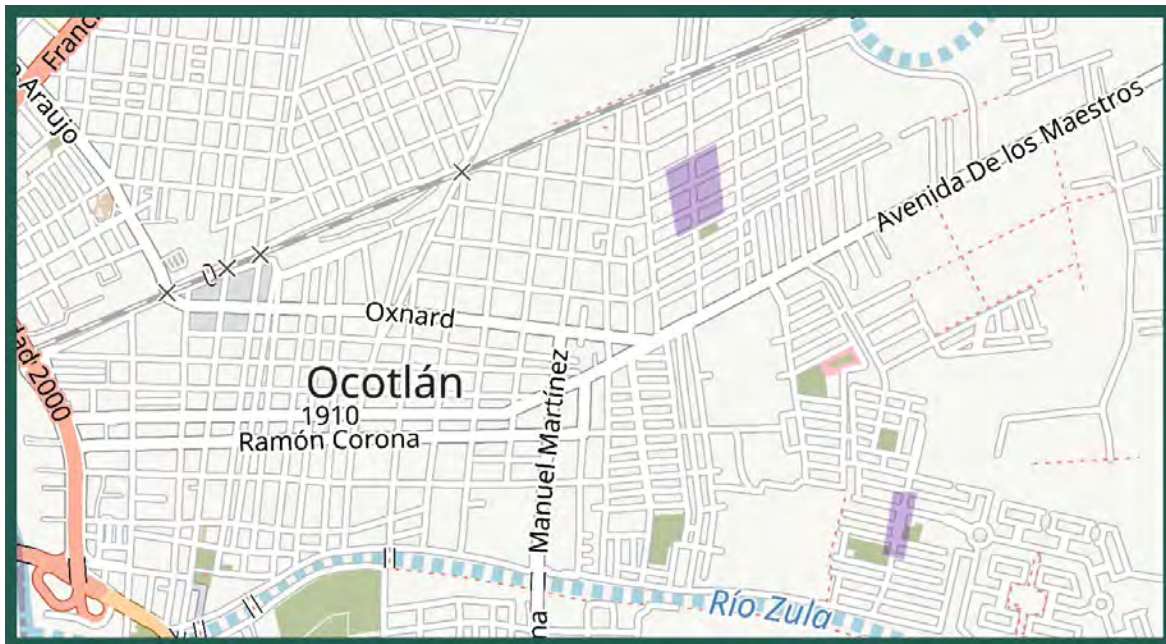 Franc
Araujo
Avenida De los Maestros
Oxnard
dad 2000
Manuel Martínez
Ocotlán
1910
Ramón Corona
Río Zula
na